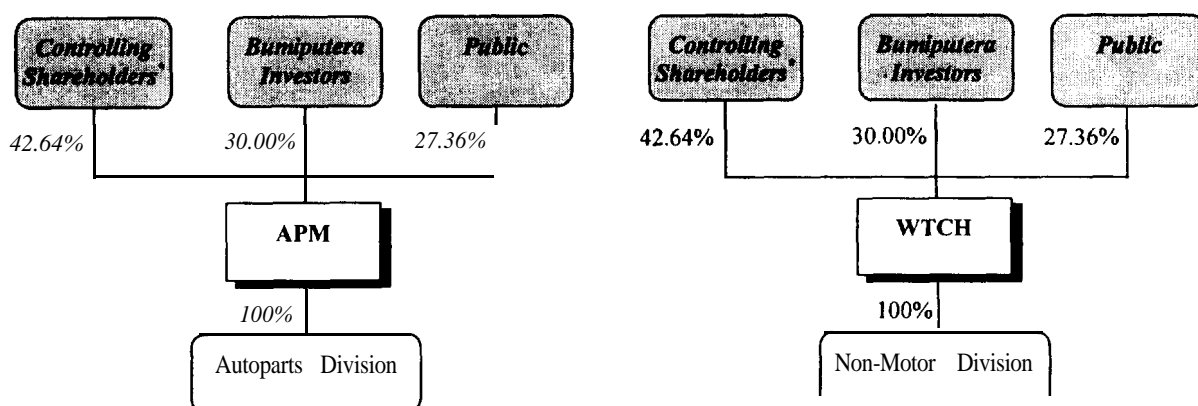 Controlling
Shareholders*
Bumiputera
Investors
Public
42.64%
30.00%
27.36%
APM
100%
Autoparts Division
Controlling
Shareholders*
Bumiputera
Investors
Public
42.64%
30.00%
27.36%
WTCH
100%
Non-Motor Division